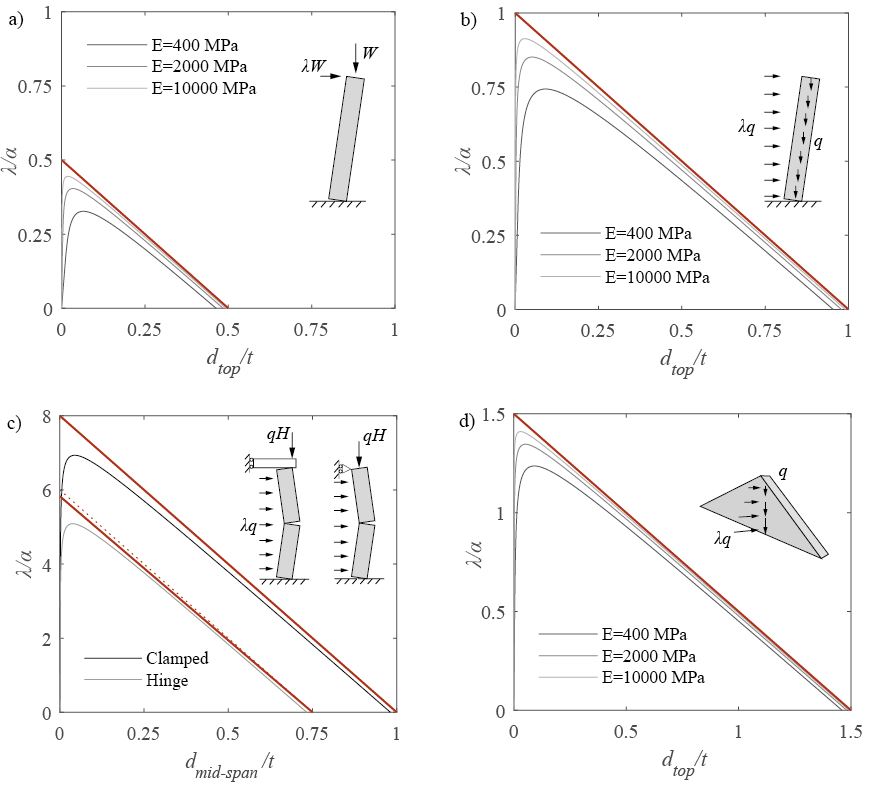 a)
1
0.75
0.5
0.25
0
λ/α
E=400 MPa
E=2000 MPa
E=10000 MPa
W
λW
0 0.25 0.5 0.75 1
d_top/t
b)
1
0.75
0.5
0.25
0
λ/α
λq
q
E=400 MPa
E=2000 MPa
E=10000 MPa
0 0.25 0.5 0.75 1
d_top/t
c)
8
6
4
2
0
λ/α
qH qH
λq
Clamped
Hinge
0 0.25 0.5 0.75 1
d_mid-span/t
d)
1.5
1
0.5
0
λ/α
q
λq
E=400 MPa
E=2000 MPa
E=10000 MPa
0 0.5 1 1.5
d_top/t